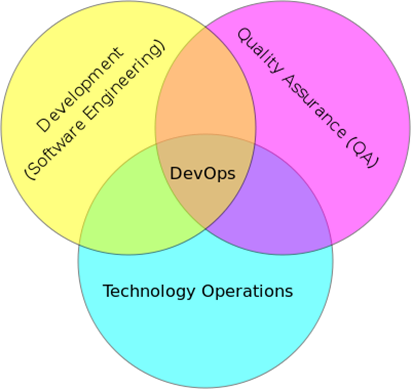 Development
(Software Engineering)
Quality Assurance (QA)
DevOps
Technology Operations